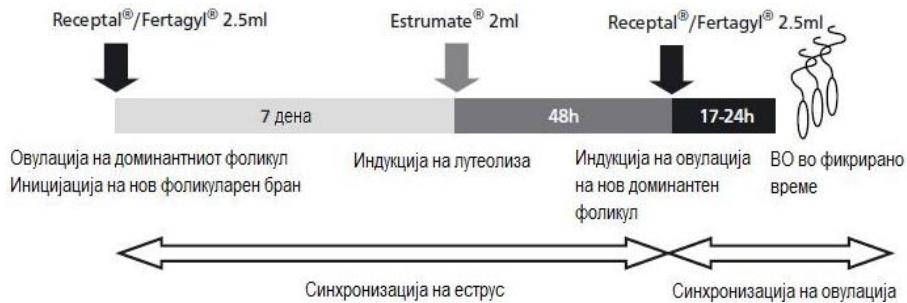 Receptal®/Fertagyl® 2.5ml
Estrumate® 2ml
Receptal®/Fertagyl® 2.5ml
7 дена
48h
17-24h
Овулација на доминантниот фоликул
Иницијација на нов фоликуларен бран
Индукција на лутеолиза
Индукција на овулација
на нов доминантен
фоликул
ВО во фикрирано
време
Синхронизација на еструс
Синхронизација на овулација